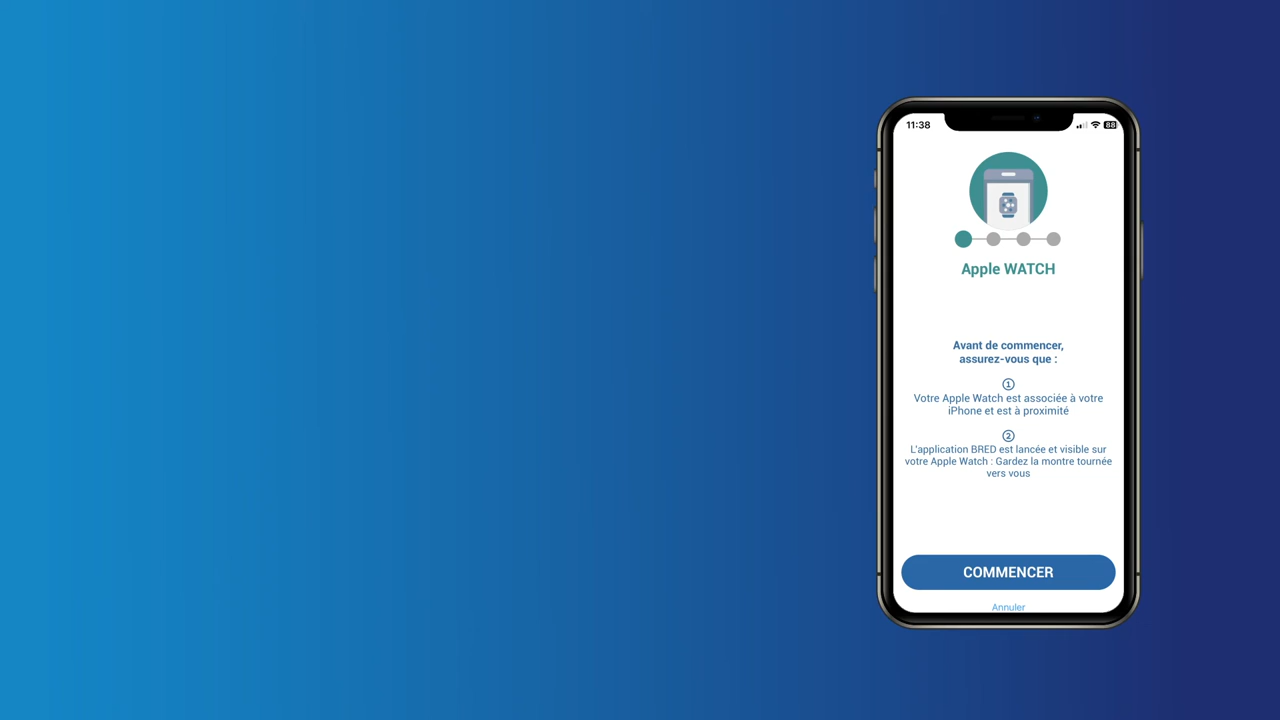 11:38
Apple WATCH
Avant de commencer,
assurez-vous que :
1
Votre Apple Watch est associée à votre
iPhone et est à proximité
2
L'application BRED est lancée et visible sur
votre Apple Watch : Gardez la montre tournée
vers vous
COMMENCER
Annuler